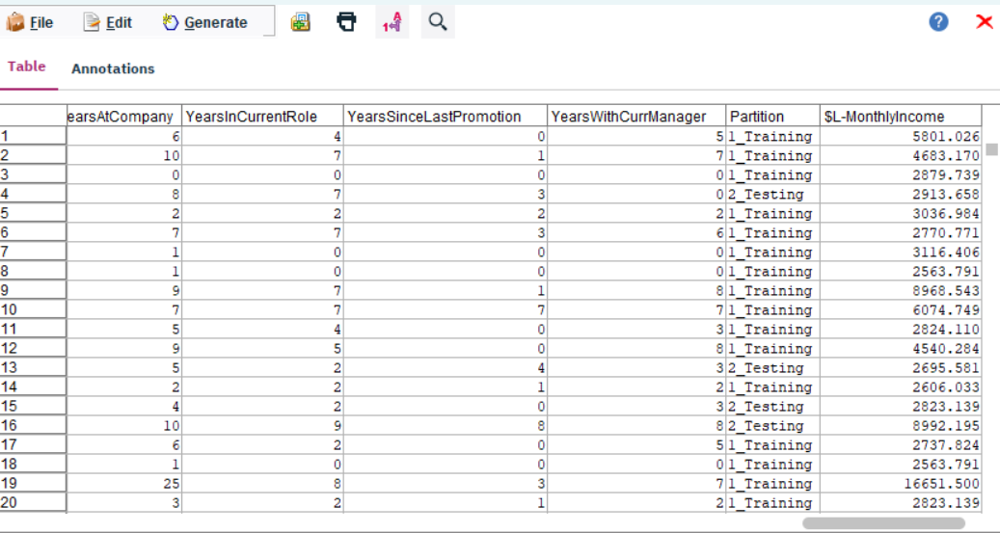 File Edit Generate
Table Annotations
earsAtCompany YearsInCurrentRole YearsSinceLastPromotion YearsWithCurrManager Partition $L-MonthlyIncome
1 6 4 0 5 1_Training 5801.026
2 10 7 1 7 1_Training 4683.170
3 0 0 0 0 1_Training 2879.739
4 8 7 3 0 2_Testing 2913.658
5 2 2 2 2 1_Training 3036.984
6 7 7 3 6 1_Training 2770.771
7 1 0 0 0 1_Training 3116.406
8 1 0 0 0 1_Training 2563.791
9 9 7 1 8 1_Training 8968.543
10 7 7 7 7 1_Training 6074.749
11 5 4 0 3 1_Training 2824.110
12 9 5 0 8 1_Training 4540.284
13 5 2 4 3 2_Testing 2695.581
14 2 2 1 2 1_Training 2606.033
15 4 2 0 3 2_Testing 2823.139
16 10 9 8 8 2_Testing 8992.195
17 6 2 0 5 1_Training 2737.824
18 1 0 0 0 1_Training 2563.791
19 25 8 3 7 1_Training 16651.500
20 3 2 1 2 1_Training 2823.139